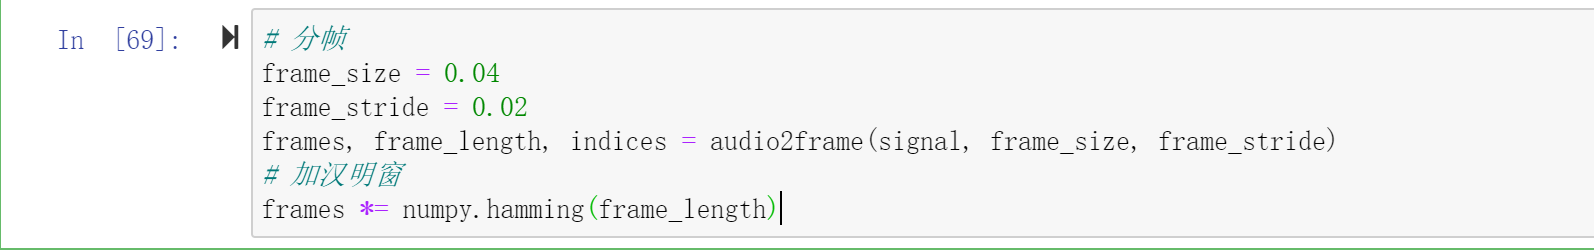 In [69]:
# 分帧
frame_size = 0.04
frame_stride = 0.02
frames, frame_length, indices = audio2frame(signal, frame_size, frame_stride)
# 加汉明窗
frames *= numpy.hamming(frame_length)